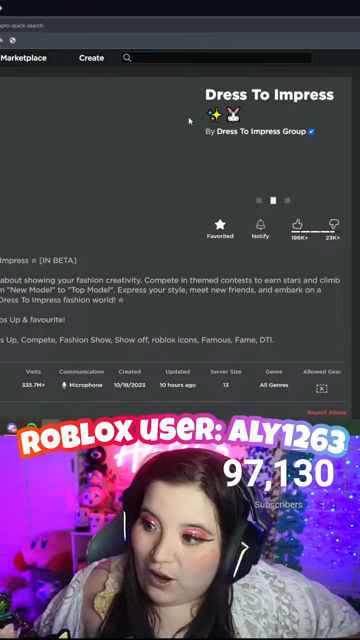 pro-quick-search
Marketplace Create
Dress To Impress
✨🐰
By Dress To Impress Group
Favorited Notify 196K+ 23K+
Impress ☆ [IN BETA]
about showing your fashion creativity. Compete in themed contests to earn stars and climb
m "New Model" to "Top Model". Express your style, meet new friends, and embark on a
Dress To Impress fashion world! ☆
bs Up & favourite!
s Up, Compete, Fashion Show, Show off, roblox icons, Famous, Fame, DTI.
Visits Communication Created Updated Server Size Genre Allowed Gear
335.7M+ Microphone 10/18/2023 10 hours ago 13 All Genres
Report Abuse
ROBLOX USER: ALY1263
97,130
Subscribers